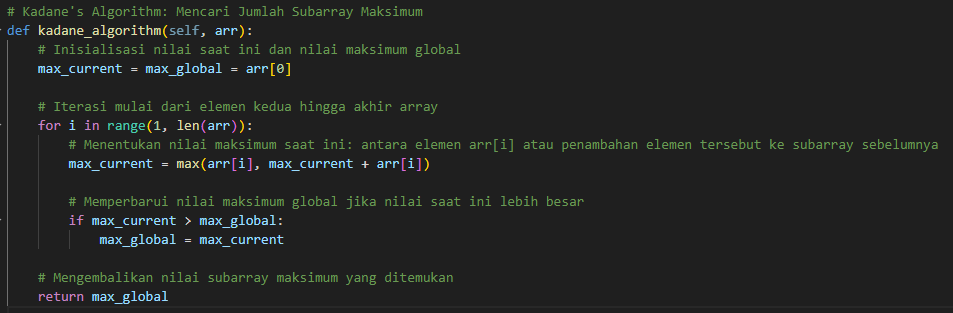 # Kadane's Algorithm: Mencari Jumlah Subarray Maksimum
def kadane_algorithm(self, arr):
    # Inisialisasi nilai saat ini dan nilai maksimum global
    max_current = max_global = arr[0]
    # Iterasi mulai dari elemen kedua hingga akhir array
    for i in range(1, len(arr)):
        # Menentukan nilai maksimum saat ini: antara elemen arr[i] atau penambahan elemen tersebut ke subarray sebelumnya
        max_current = max(arr[i], max_current + arr[i])
        # Memperbarui nilai maksimum global jika nilai saat ini lebih besar
        if max_current > max_global:
            max_global = max_current
    # Mengembalikan nilai subarray maksimum yang ditemukan
    return max_global